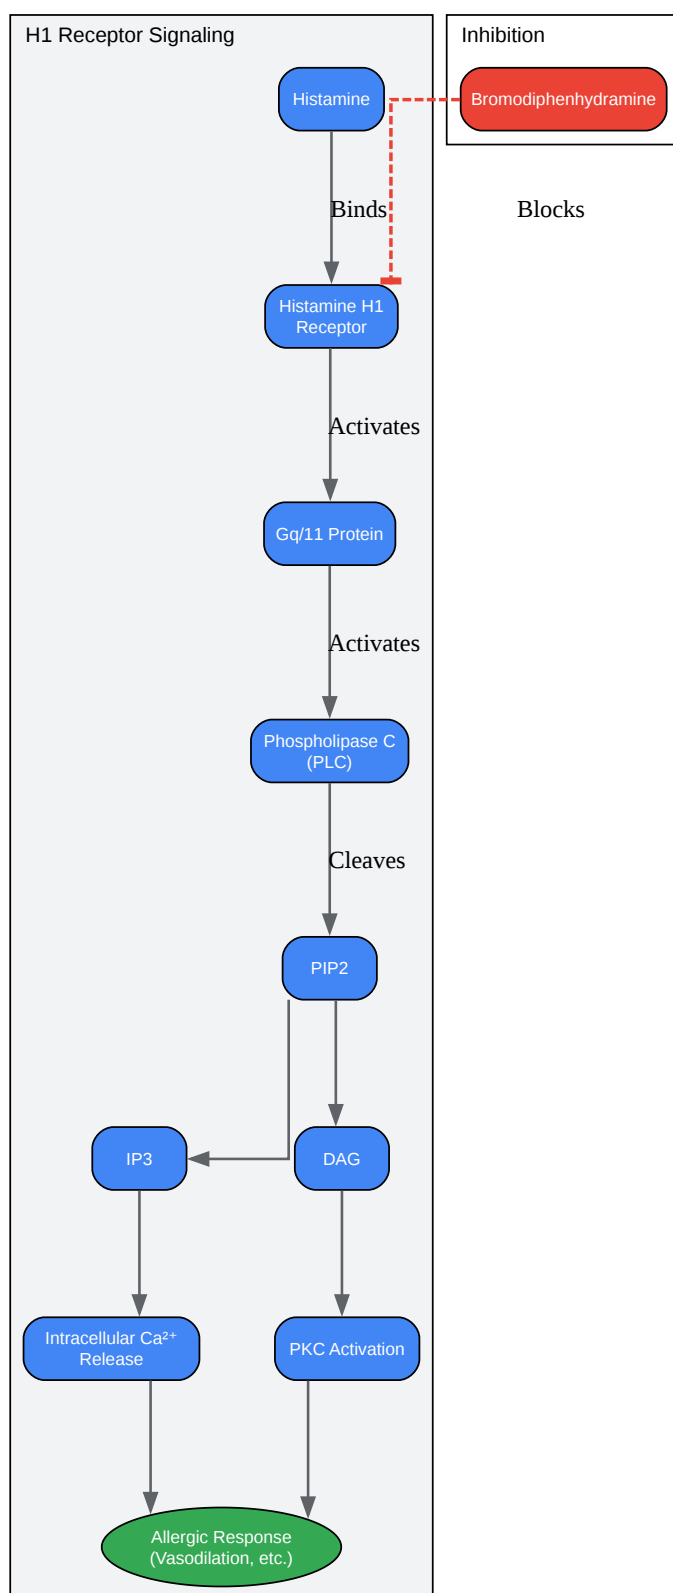 H1 Receptor Signaling
Inhibition
Histamine
Bromodiphenhydramine
Binds
Blocks
Histamine H1
Receptor
Activates
Gq/11 Protein
Activates
Phospholipase C
(PLC)
Cleaves
PIP2
IP3
DAG
Intracellular Ca²⁺
Release
PKC Activation
Allergic Response
(Vasodilation, etc.)